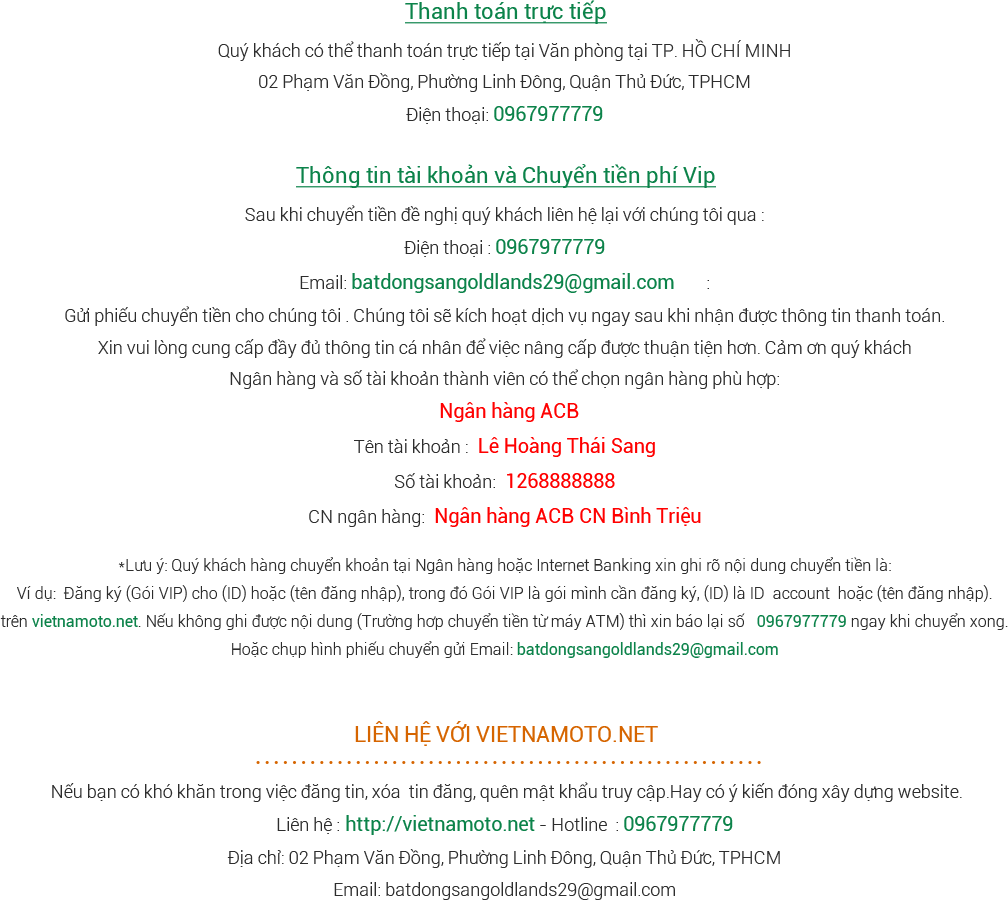 Thanh toán trực tiếp
Quý khách có thể thanh toán trực tiếp tại Văn phòng tại TP. HỒ CHÍ MINH
02 Phạm Văn Đồng, Phường Linh Đông, Quận Thủ Đức, TPHCM
Điện thoại: 0967977779
Thông tin tài khoản và Chuyển tiền phí Vip
Sau khi chuyển tiền đề nghị quý khách liên hệ lại với chúng tôi qua :
Điện thoại : 0967977779
Email: batdongsangoldlands29@gmail.com :
Gửi phiếu chuyển tiền cho chúng tôi . Chúng tôi sẽ kích hoạt dịch vụ ngay sau khi nhận được thông tin thanh toán.
Xin vui lòng cung cấp đầy đủ thông tin cá nhân để việc nâng cấp được thuận tiện hơn. Cảm ơn quý khách
Ngân hàng và số tài khoản thành viên có thể chọn ngân hàng phù hợp:
Ngân hàng ACB
Tên tài khoản : Lê Hoàng Thái Sang
Số tài khoản: 1268888888
CN ngân hàng: Ngân hàng ACB CN Bình Triệu
*Lưu ý: Quý khách hàng chuyển khoản tại Ngân hàng hoặc Internet Banking xin ghi rõ nội dung chuyển tiền là:
Ví dụ: Đăng ký (Gói VIP) cho (ID) hoặc (tên đăng nhập), trong đó Gói VIP là gói mình cần đăng ký, (ID) là ID account hoặc (tên đăng nhập).
trên vietnamoto.net. Nếu không ghi được nội dung (Trường hơp chuyển tiền từ máy ATM) thì xin báo lại số 0967977779 ngay khi chuyển xong.
Hoặc chụp hình phiếu chuyển gửi Email: batdongsangoldlands29@gmail.com
LIÊN HỆ VỚI VIETNAMOTO.NET
Nếu bạn có khó khăn trong việc đăng tin, xóa tin đăng, quên mật khẩu truy cập.Hay có ý kiến đóng xây dựng website.
Liên hệ : http://vietnamoto.net - Hotline : 0967977779
Địa chỉ: 02 Phạm Văn Đồng, Phường Linh Đông, Quận Thủ Đức, TPHCM
Email: batdongsangoldlands29@gmail.com